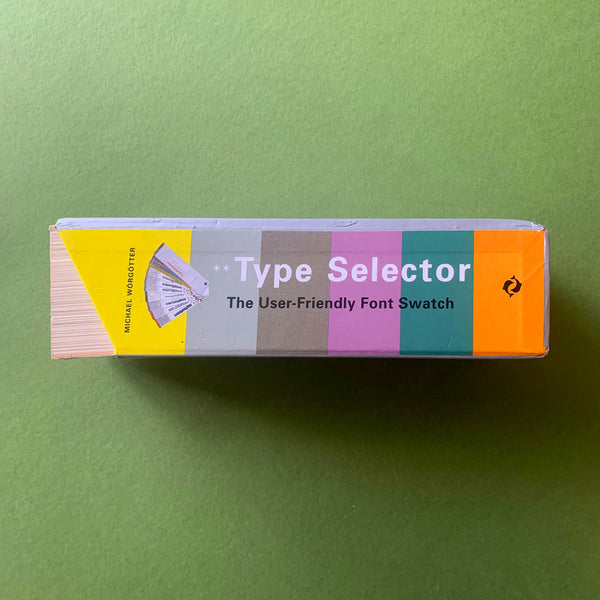 MICHAEL WÖRGÖTTER
**Type Selector
The User-Friendly Font Swatch